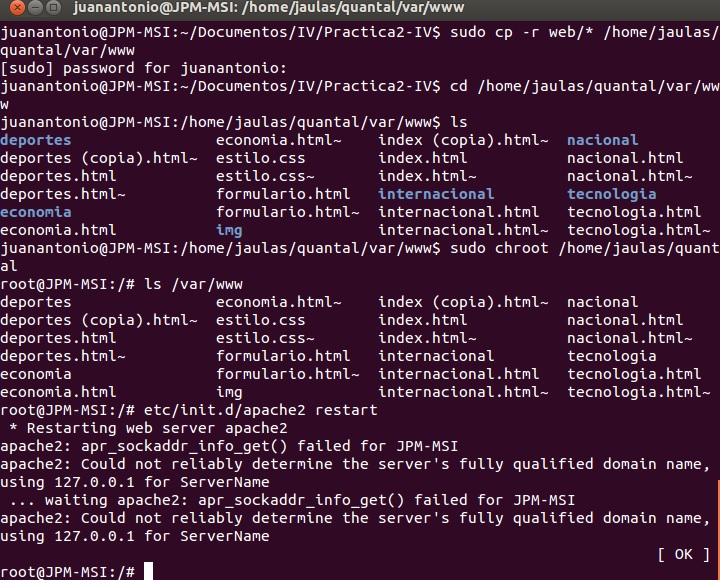 juanantonio@JPM-MSI: /home/jaulas/quantal/var/www
juanantonio@JPM-MSI:~/Documentos/IV/Practica2-IV$ sudo cp -r web/* /home/jaulas/
quantal/var/www
[sudo] password for juanantonio:
juanantonio@JPM-MSI:~/Documentos/IV/Practica2-IV$ cd /home/jaulas/quantal/var/ww
w
juanantonio@JPM-MSI:/home/jaulas/quantal/var/www$ ls
deportes                economia.html~    index (copia).html~  nacional
deportes (copia).html~  estilo.css        index.html           nacional.html
deportes.html           estilo.css~       index.html~          nacional.html~
deportes.html~          formulario.html   internacional        tecnologia
economia                formulario.html~  internacional.html   tecnologia.html
economia.html           img               internacional.html~  tecnologia.html~
juanantonio@JPM-MSI:/home/jaulas/quantal/var/www$ sudo chroot /home/jaulas/quant
al
root@JPM-MSI:/# ls /var/www
deportes                economia.html~    index (copia).html~  nacional
deportes (copia).html~  estilo.css        index.html           nacional.html
deportes.html           estilo.css~       index.html~          nacional.html~
deportes.html~          formulario.html   internacional        tecnologia
economia                formulario.html~  internacional.html   tecnologia.html
economia.html           img               internacional.html~  tecnologia.html~
root@JPM-MSI:/# etc/init.d/apache2 restart
 * Restarting web server apache2
apache2: apr_sockaddr_info_get() failed for JPM-MSI
apache2: Could not reliably determine the server's fully qualified domain name,
using 127.0.0.1 for ServerName
 ... waiting apache2: apr_sockaddr_info_get() failed for JPM-MSI
apache2: Could not reliably determine the server's fully qualified domain name,
using 127.0.0.1 for ServerName
[ OK ]
root@JPM-MSI:/#